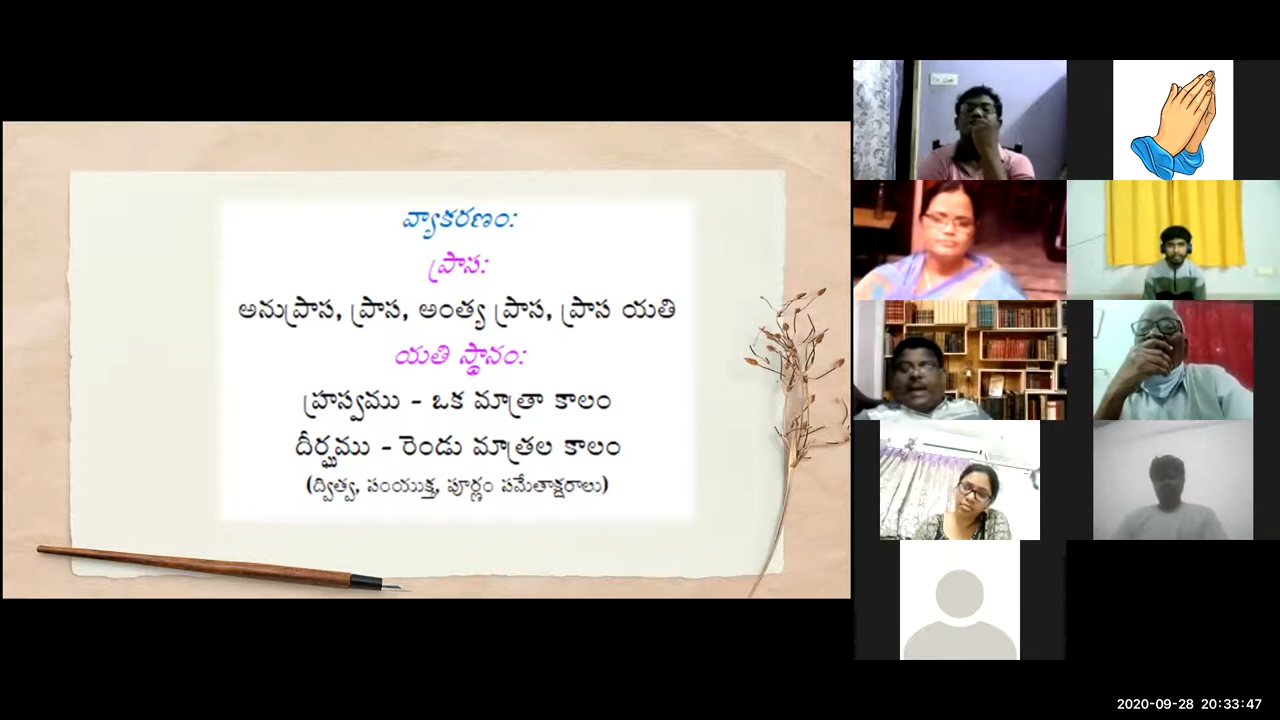 వ్యాకరణం:
ప్రాస:
అనుప్రాస, ప్రాస, అంత్య ప్రాస, ప్రాస యతి
యతి స్థానం:
హ్రస్వము - ఒక మాత్రా కాలం
దీర్ఘము - రెండు మాత్రల కాలం
(ద్విత్వ, సంయుక్త, పూర్ణం సమేతాక్షరాలు)
2020-09-28 20:33:47